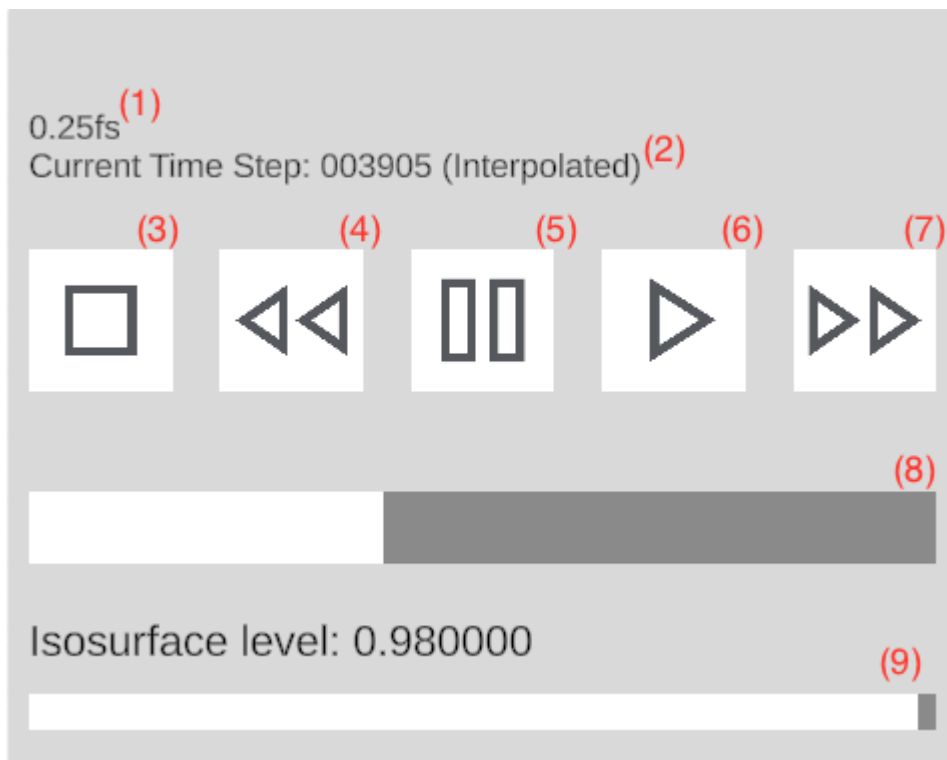 0.25fs(1)
Current Time Step: 003905 (Interpolated)(2)
(3) (4) (5) (6) (7)
(8)
Isosurface level: 0.980000
(9)